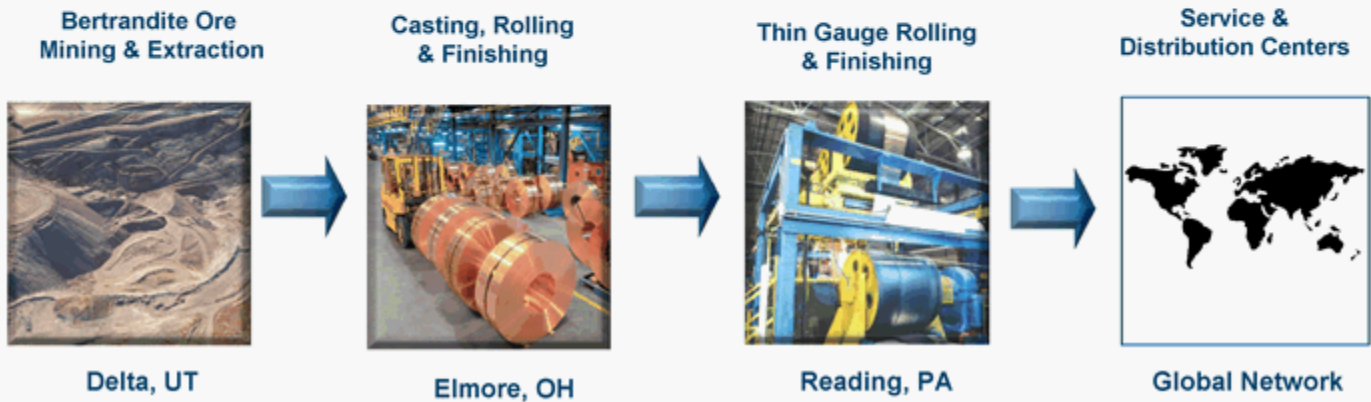 Bertrandite Ore
Mining & Extraction
Casting, Rolling
& Finishing
Thin Gauge Rolling
& Finishing
Service &
Distribution Centers
Delta, UT
Elmore, OH
Reading, PA
Global Network